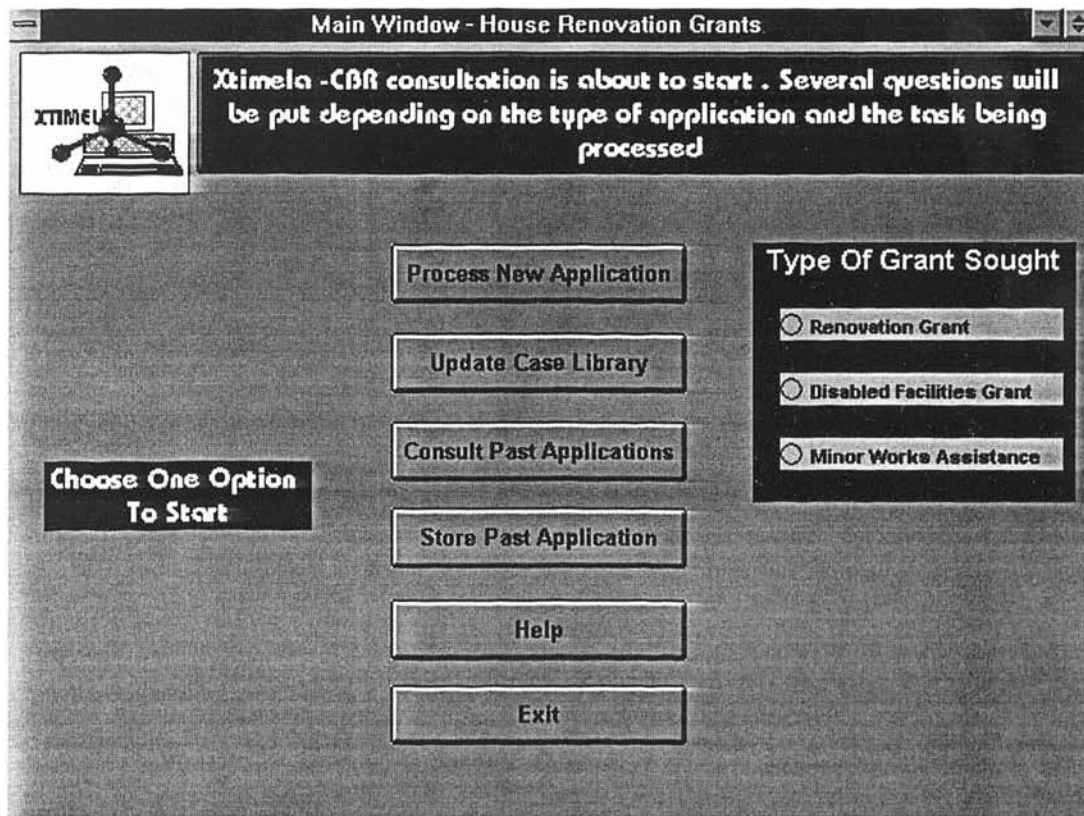 Main Window - House Renovation Grants
XTIMEL
Xtimela -CBR consultation is about to start . Several questions will
be put depending on the type of application and the task being
processed
Process New Application
Update Case Library
Consult Past Applications
Store Past Application
Help
Exit
Choose One Option
To Start
Type Of Grant Sought
Renovation Grant
Disabled Facilities Grant
Minor Works Assistance